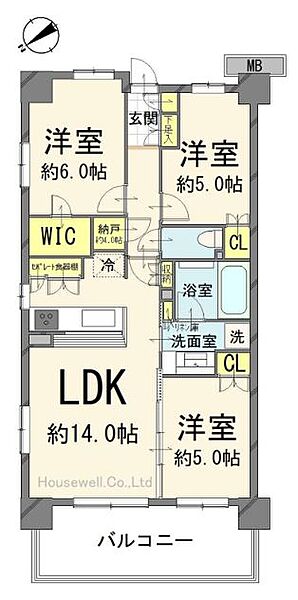 MB
玄関
下足入
洋室
約6.0帖
洋室
約5.0帖
WIC
納戸
約4.0帖
CL
セパレート食器棚
冷
収納
浴室
リネン庫
洗面室
洗
CL
LDK
約14.0帖
洋室
約5.0帖
Housewell.Co.,Ltd
バルコニー